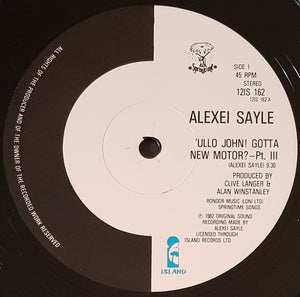 Springtime
SIDE 1
45 RPM
STEREO
12IS 162
12IS 162-A
ALEXEI SAYLE
'ULLO JOHN! GOTTA
NEW MOTOR?—Pt. III
(ALEXEI SAYLE) 9.30
PRODUCED BY
CLIVE LANGER &
ALAN WINSTANLEY
RONDOR MUSIC (LON) LTD/
SPRINGTIME SONGS
℗ 1982 ORIGINAL SOUND
RECORDING MADE BY
ALEXEI SAYLE.
LICENSED THROUGH
ISLAND RECORDS LTD
ISLAND
ALL RIGHTS OF THE PRODUCER AND OF THE OWNER OF THE RECORDED WORK RESERVED